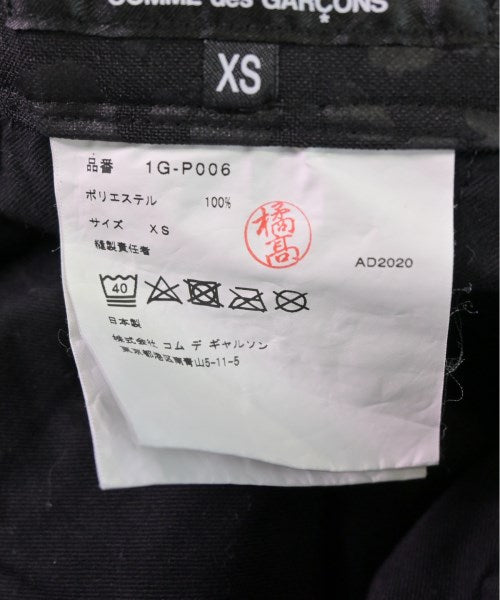 COMME des GARÇONS
XS
品番 1G-P006
ポリエステル 100%
サイズ XS
縫製責任者
橘高
AD2020
40
日本製
株式会社 コム デ ギャルソン
東京都港区南青山5-11-5